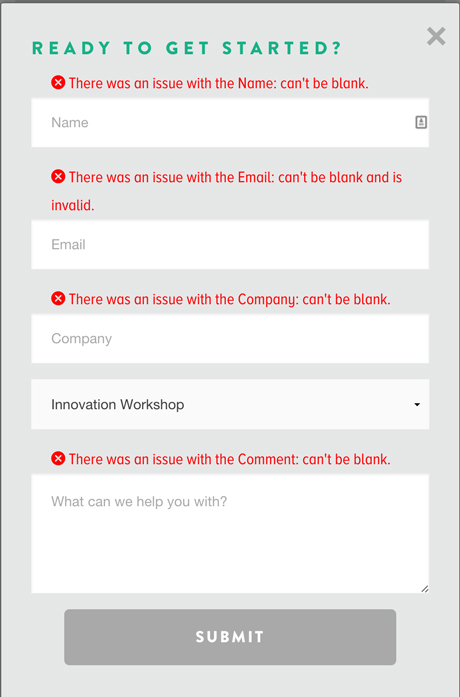 READY TO GET STARTED?
There was an issue with the Name: can't be blank.
Name
There was an issue with the Email: can't be blank and is
invalid.
Email
There was an issue with the Company: can't be blank.
Company
Innovation Workshop
There was an issue with the Comment: can't be blank.
What can we help you with?
SUBMIT